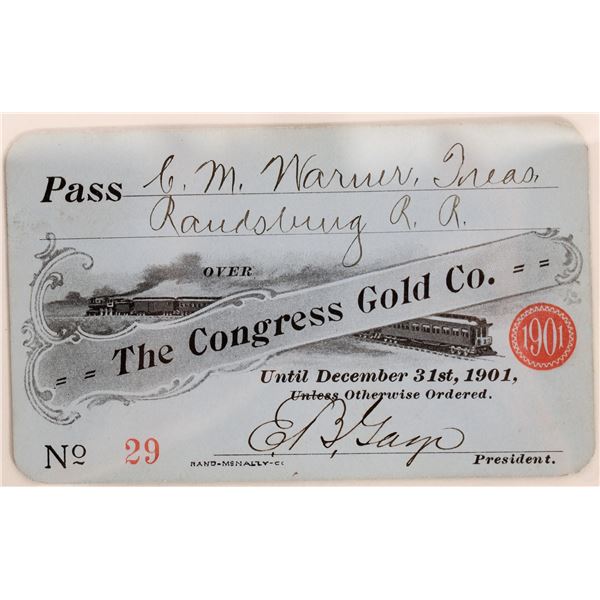 Pass C. M. Warner, Treas.
Randsburg R. R.
OVER
= = The Congress Gold Co. = =
1901
Until December 31st, 1901,
Unless Otherwise Ordered.
E. B. Gage
President.
No 29
RAND-MCNALLY-CO